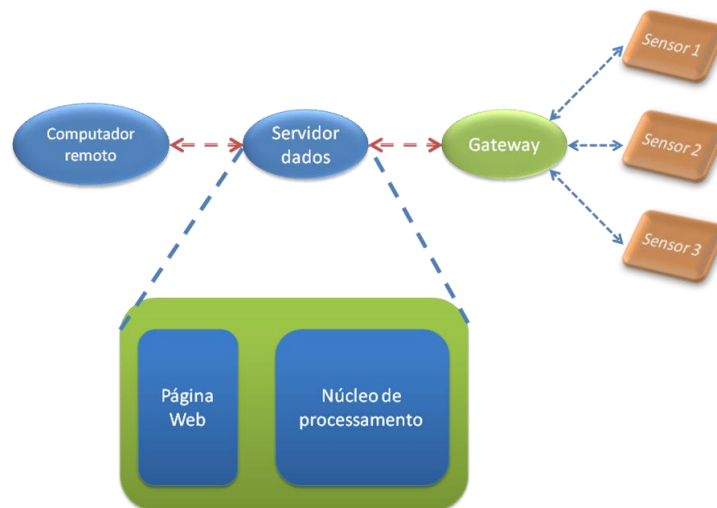 Sensor 1
Computador
remoto
Servidor
dados
Gateway
Sensor 2
Sensor 3
Página
Web
Núcleo de
processamento